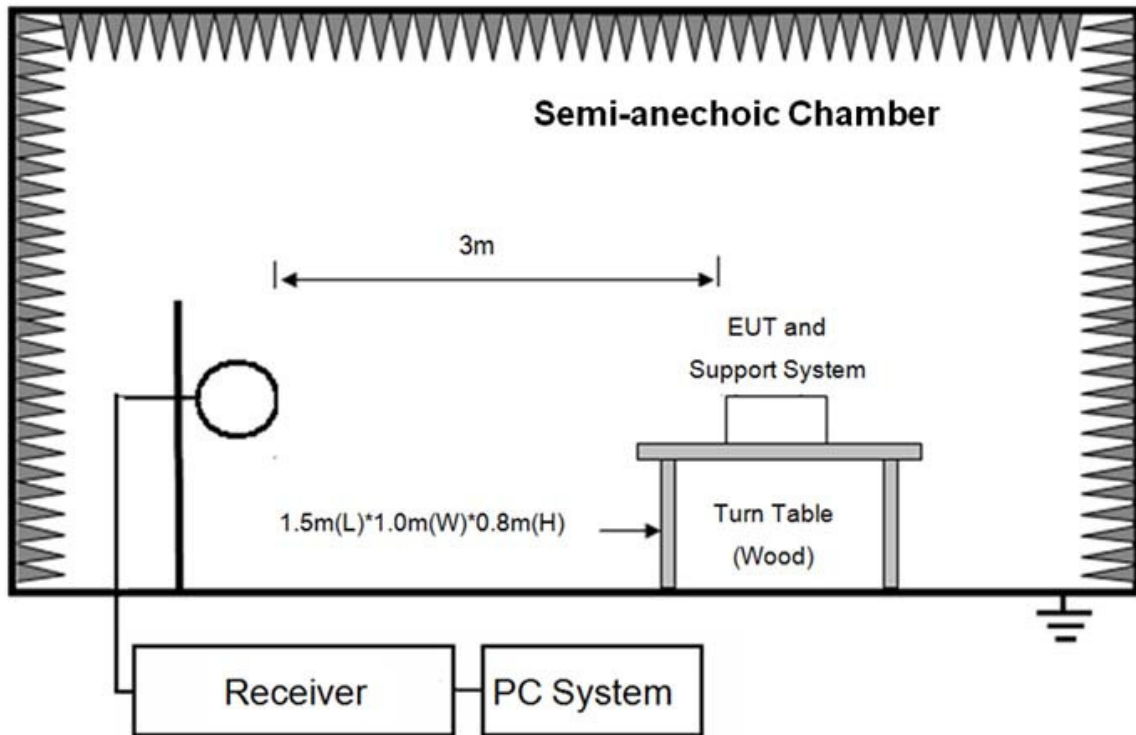 Semi-anechoic Chamber
3m
EUT and
Support System
1.5m(L)*1.0m(W)*0.8m(H)
Turn Table
(Wood)
Receiver
PC System